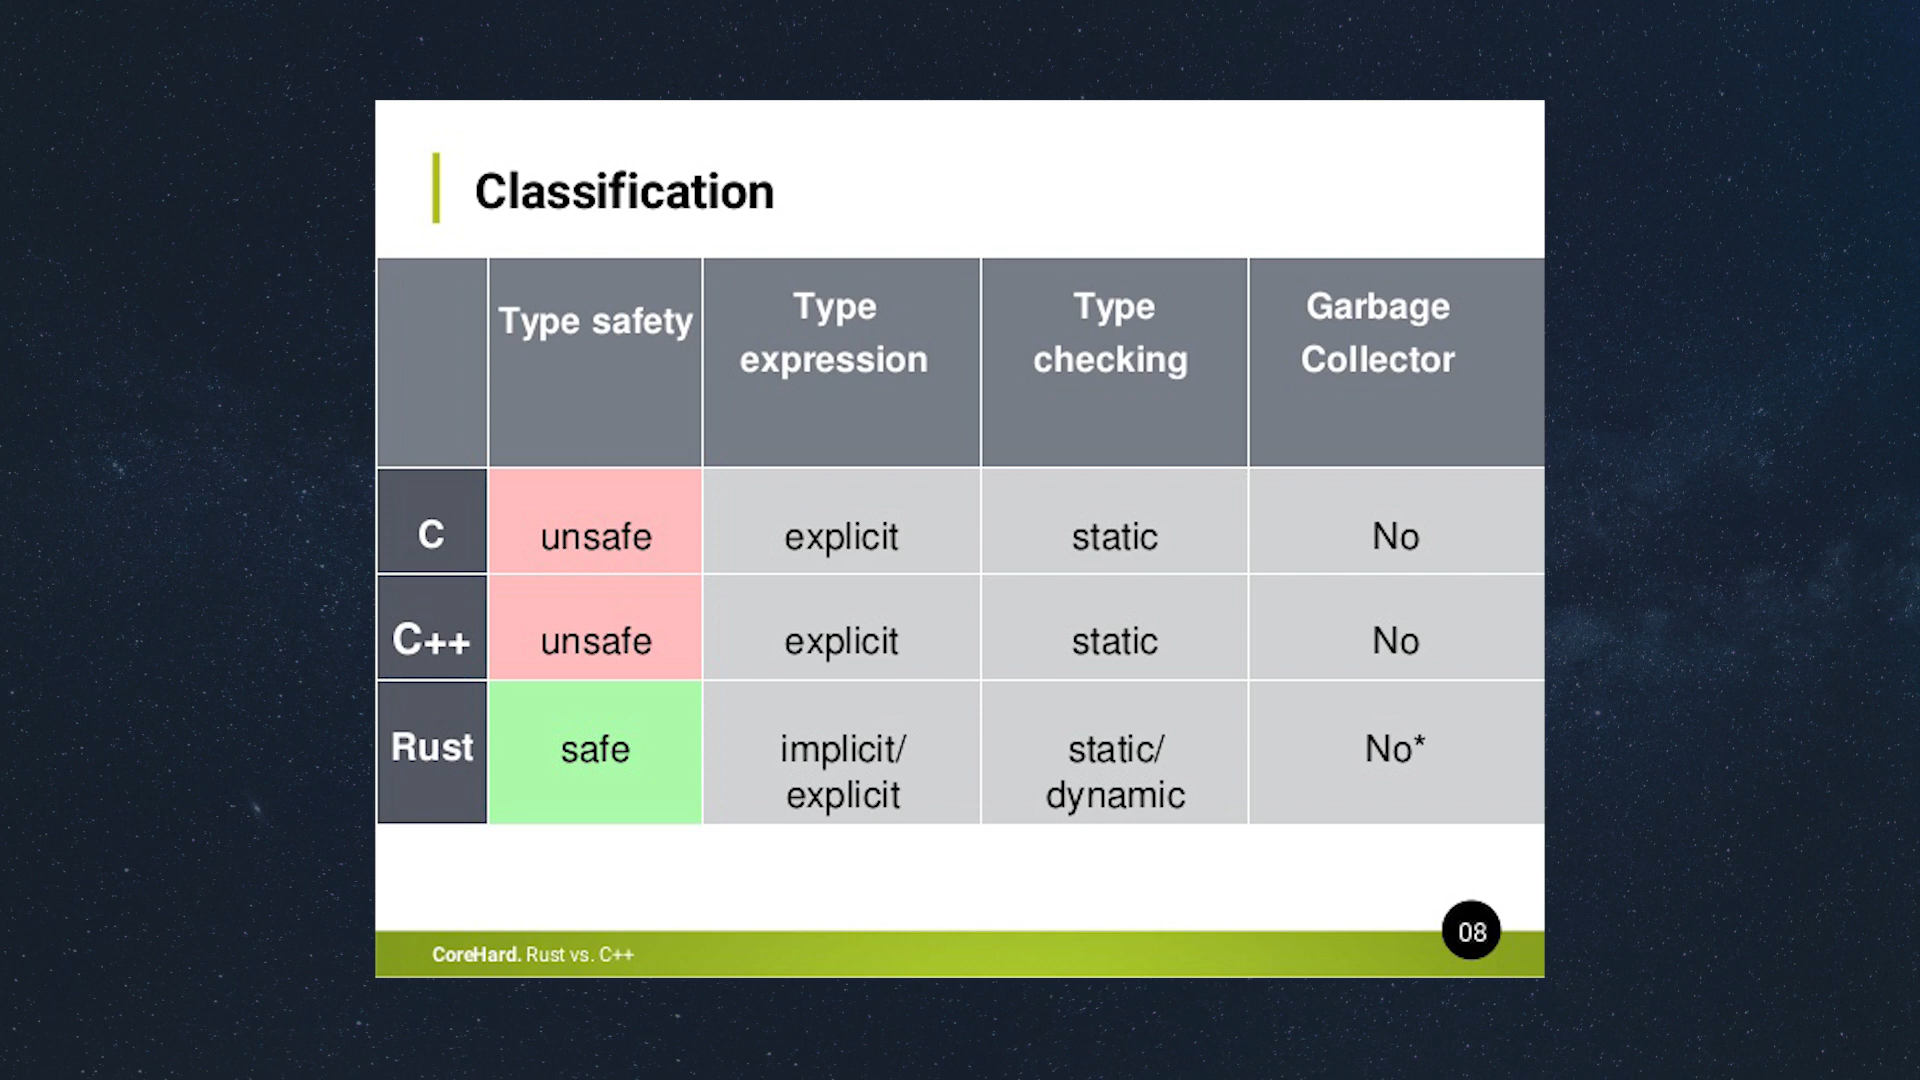 Classification
Type safety
Type
expression
Type
checking
Garbage
Collector
C
unsafe
explicit
static
No
C++
unsafe
explicit
static
No
Rust
safe
implicit/
explicit
static/
dynamic
No*
08
CoreHard. Rust vs. C++